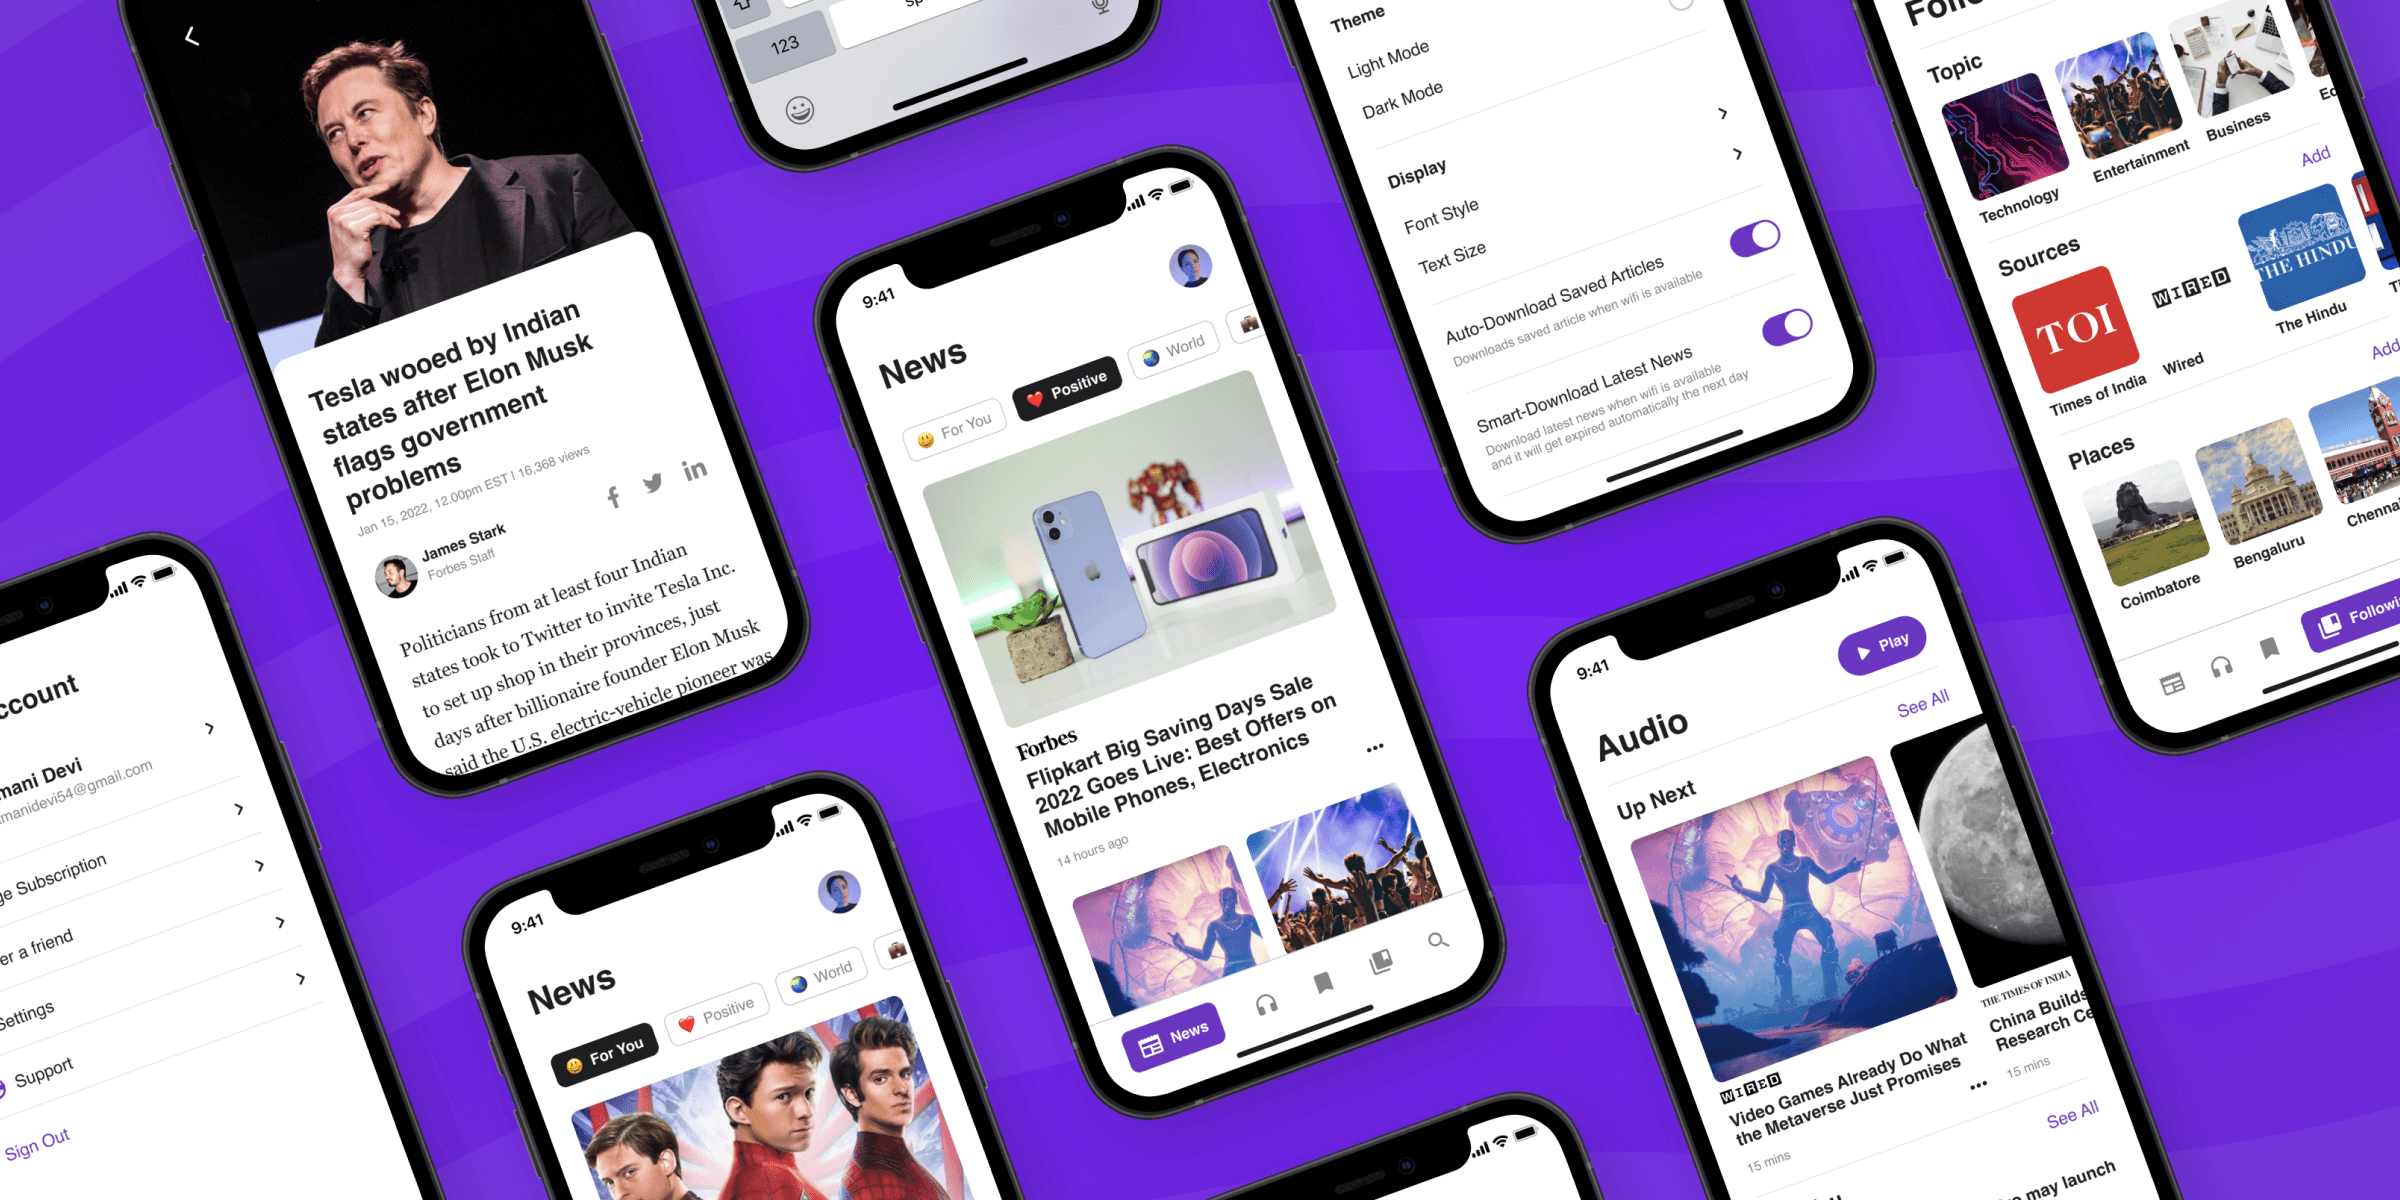 Tesla wooed by Indian
states after Elon Musk
flags government
problems
Jan 15, 2022, 12.00pm EST | 16,368 views
James Stark
Forbes Staff
Politicians from at least four Indian
states took to Twitter to invite Tesla Inc.
to set up shop in their provinces, just
days after billionaire founder Elon Musk
said the U.S. electric-vehicle pioneer was
ccount
mani Devi
manidevi54@gmail.com
ge Subscription
er a friend
Settings
Support
Sign Out
123
9:41
News
😃 For You
❤️ Positive
🌏 World
Forbes
Flipkart Big Saving Days Sale
2022 Goes Live: Best Offers on
Mobile Phones, Electronics
14 hours ago
News
9:41
News
😃 For You
❤️ Positive
🌏 World
Theme
Light Mode
Dark Mode
Display
Font Style
Text Size
Auto-Download Saved Articles
Downloads saved article when wifi is available
Smart-Download Latest News
Download latest news when wifi is available
and it will get expired automatically the next day
9:41
Play
Audio
See All
Up Next
WIRED
Video Games Already Do What
the Metaverse Just Promises
15 mins
THE TIMES OF INDIA
China Builds
Research Ce
15 mins
See All
may launch
Topic
Technology
Entertainment
Business
Add
Sources
TOI
WIRED
THE HINDU
Times of India
Wired
The Hindu
Add
Places
Coimbatore
Bengaluru
Chennai
Followi